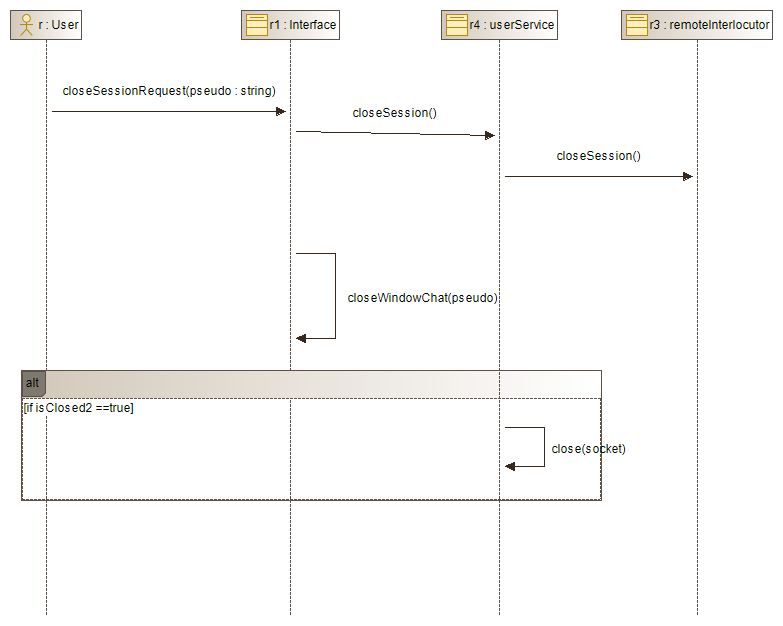 r : User
r1 : Interface
r4 : userService
r3 : remoteInterlocutor
closeSessionRequest(pseudo : string)
closeSession()
closeSession()
closeWindowChat(pseudo)
alt
[if isClosed2 ==true]
close(socket)